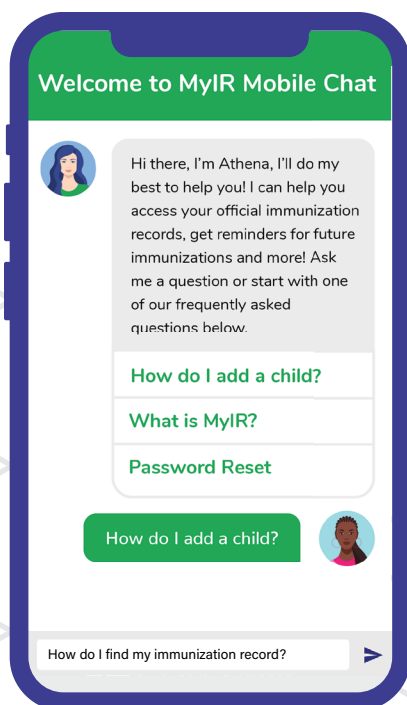 Welcome to MyIR Mobile Chat
Hi there, I'm Athena, I'll do my
best to help you! I can help you
access your official immunization
records, get reminders for future
immunizations and more! Ask
me a question or start with one
of our frequently asked
questions below.
How do I add a child?
What is MyIR?
Password Reset
How do I add a child?
How do I find my immunization record?